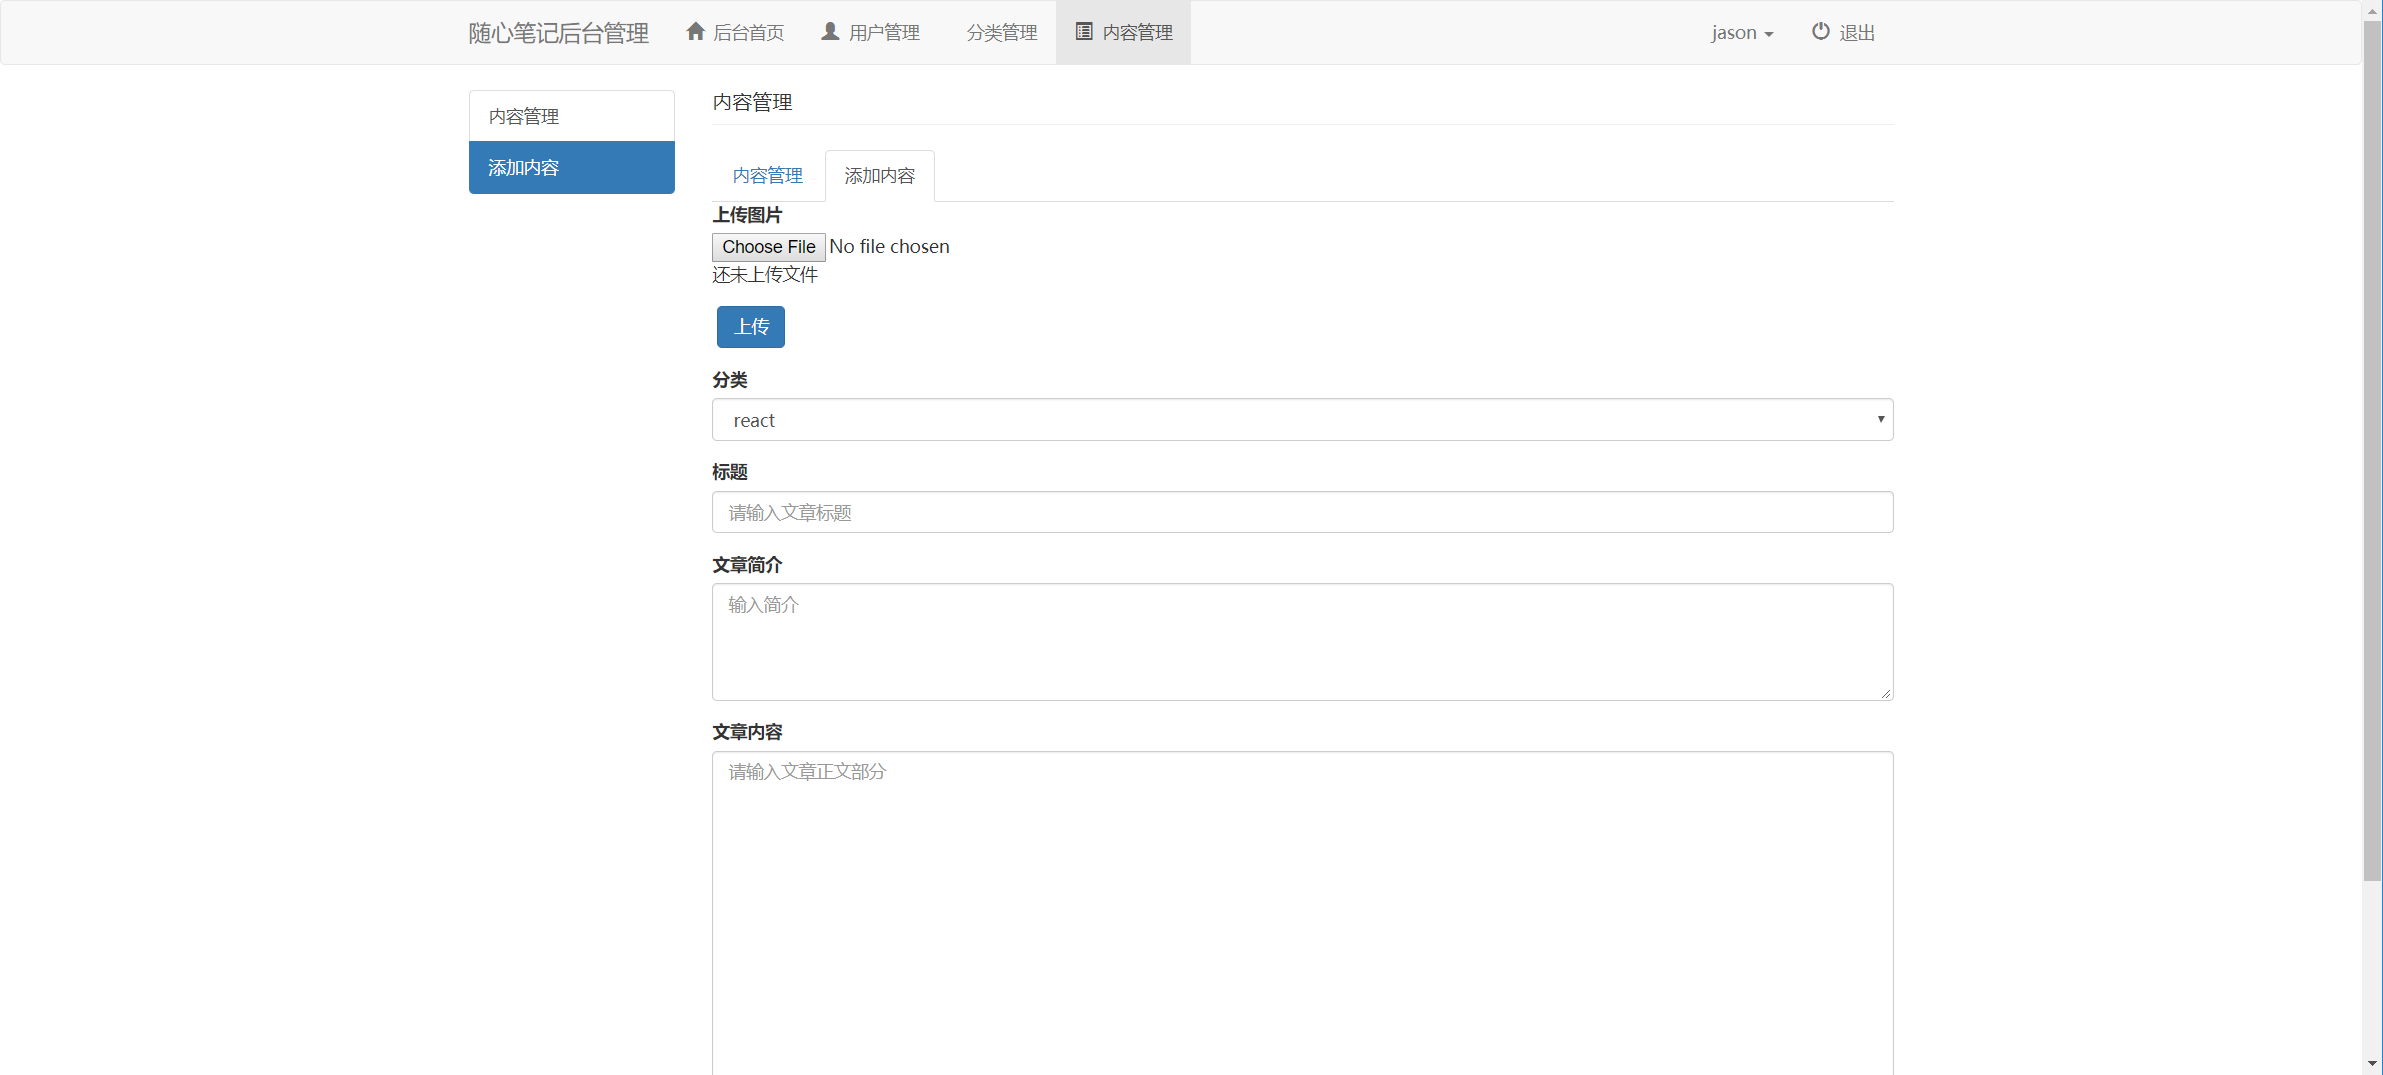 随心笔记后台管理 后台首页 用户管理 分类管理 内容管理 jason 退出
内容管理
添加内容
内容管理
内容管理 添加内容
上传图片
Choose File No file chosen
还未上传文件
上传
分类
react
标题
请输入文章标题
文章简介
输入简介
文章内容
请输入文章正文部分